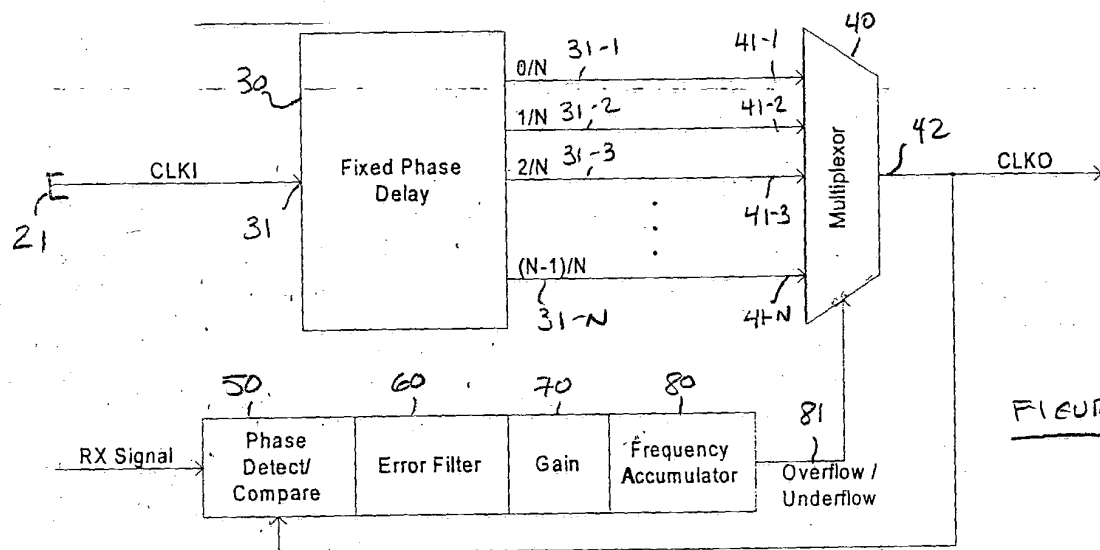 40
0/N
31-1
41-1
30
1/N
31-2
41-2
42
CLKI
Fixed Phase
Delay
2/N
31-3
Multiplexor
CLKO
21
31
41-3
(N-1)/N
31-N
41-N
50
60
70
80
81
RX Signal
Phase
Detect/
Compare
Error Filter
Gain
Frequency
Accumulator
Overflow /
Underflow